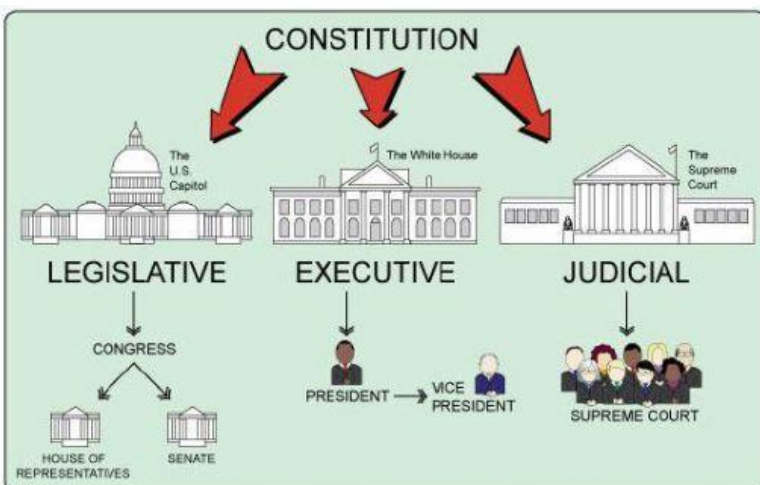 CONSTITUTION
The
U.S.
Capitol
The White House
The
Supreme
Court
LEGISLATIVE
EXECUTIVE
JUDICIAL
CONGRESS
PRESIDENT
VICE
PRESIDENT
SUPREME COURT
HOUSE OF
REPRESENTATIVES
SENATE